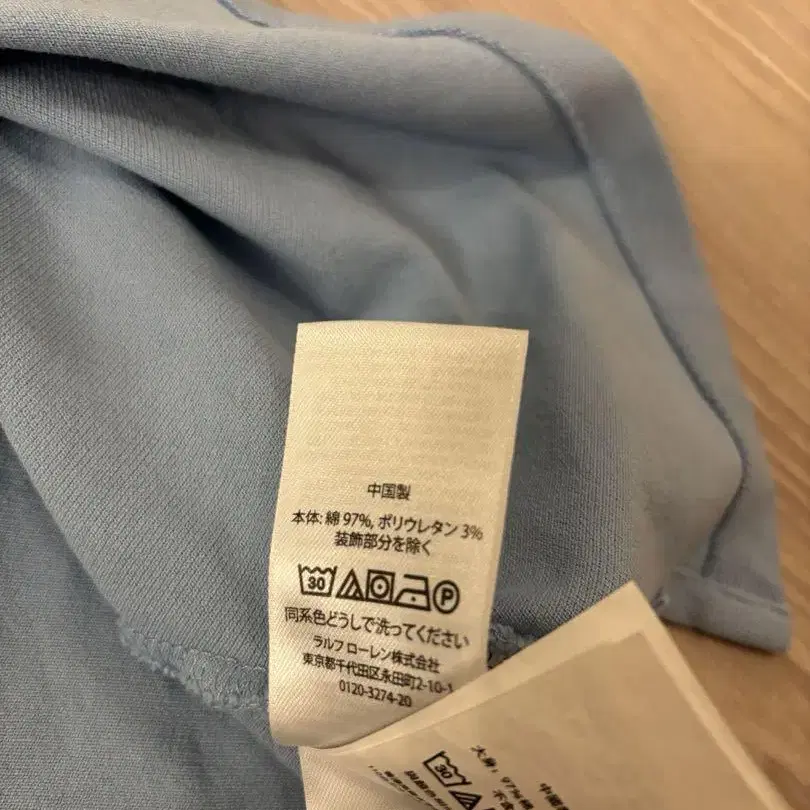 中国製
本体: 綿 97%, ポリウレタン 3%
装飾部分を除く
30
P
同系色どうしで洗ってください
ラルフ ローレン株式会社
東京都千代田区永田町2-10-1
0120-3274-20
大身: 97%
30